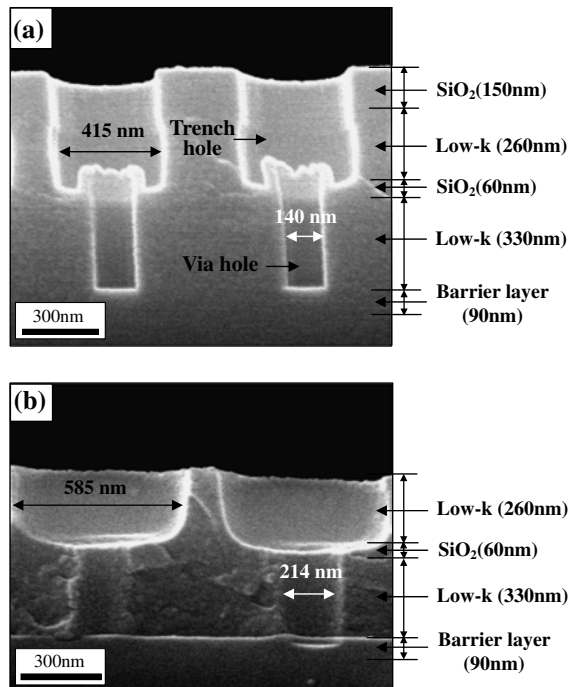 (a)
SiO2(150nm)
415 nm
Trench
hole
Low-k (260nm)
SiO2(60nm)
140 nm
Low-k (330nm)
Via hole
Barrier layer
(90nm)
300nm
(b)
585 nm
Low-k (260nm)
SiO2(60nm)
214 nm
Low-k (330nm)
Barrier layer
(90nm)
300nm